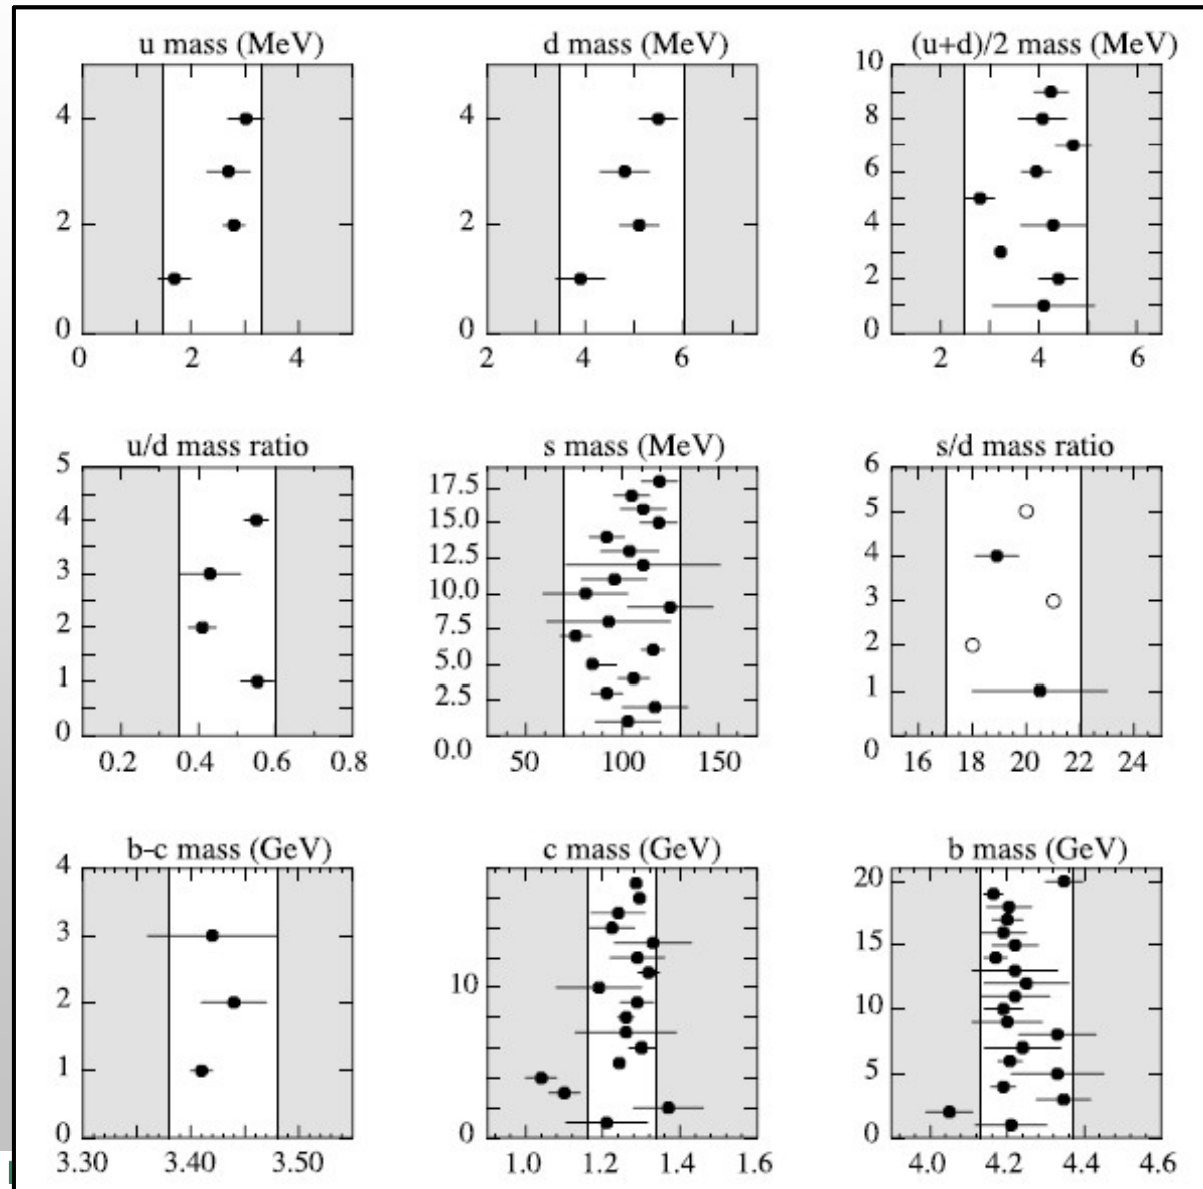 u mass (MeV)
d mass (MeV)
(u+d)/2 mass (MeV)
4
2
0
0 2 4
4
2
0
2 4 6
10
8
6
4
2
0
2 4 6
u/d mass ratio
s mass (MeV)
s/d mass ratio
5
4
3
2
1
0
0.2 0.4 0.6 0.8
17.5
15.0
12.5
10.0
7.5
5.0
2.5
0.0
50 100 150
6
5
4
3
2
1
0
16 18 20 22 24
b-c mass (GeV)
c mass (GeV)
b mass (GeV)
4
3
2
1
0
3.30 3.40 3.50
10
0
1.0 1.2 1.4 1.6
20
15
10
5
0
4.0 4.2 4.4 4.6